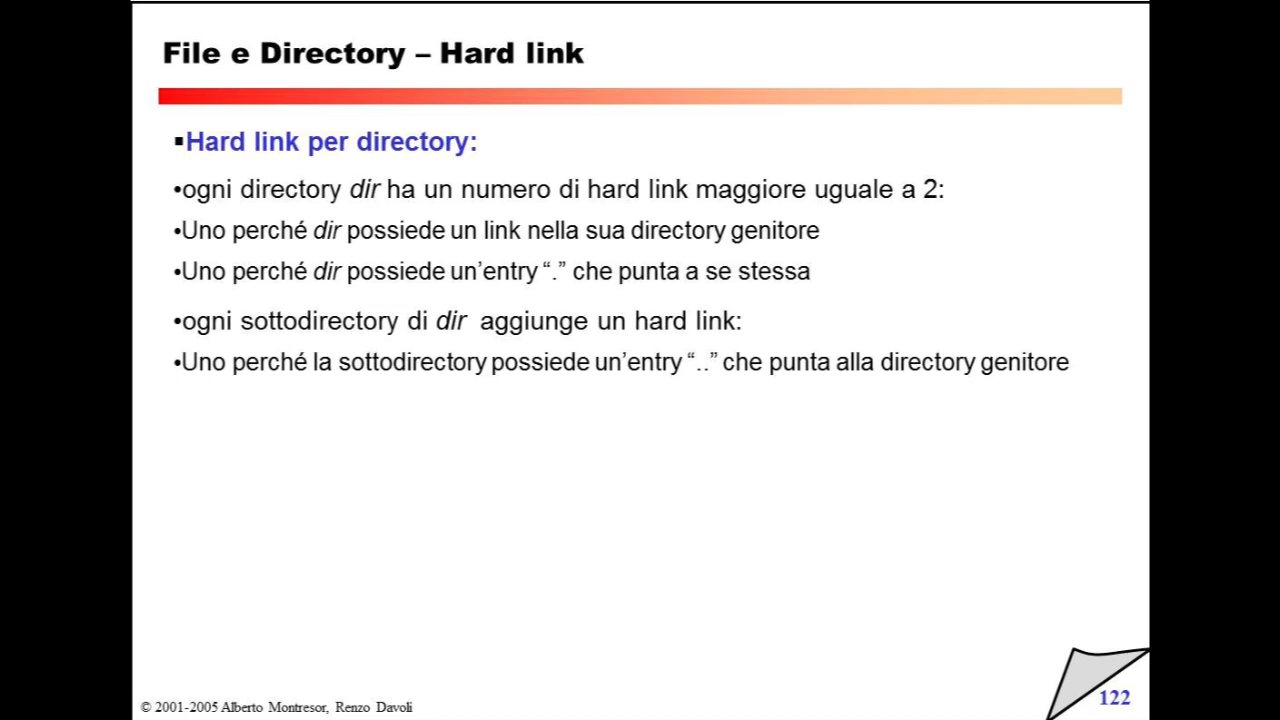 File e Directory – Hard link
▪Hard link per directory:
•ogni directory dir ha un numero di hard link maggiore uguale a 2:
•Uno perché dir possiede un link nella sua directory genitore
•Uno perché dir possiede un’entry “.” che punta a se stessa
•ogni sottodirectory di dir aggiunge un hard link:
•Uno perché la sottodirectory possiede un’entry “..” che punta alla directory genitore
© 2001-2005 Alberto Montresor, Renzo Davoli
122